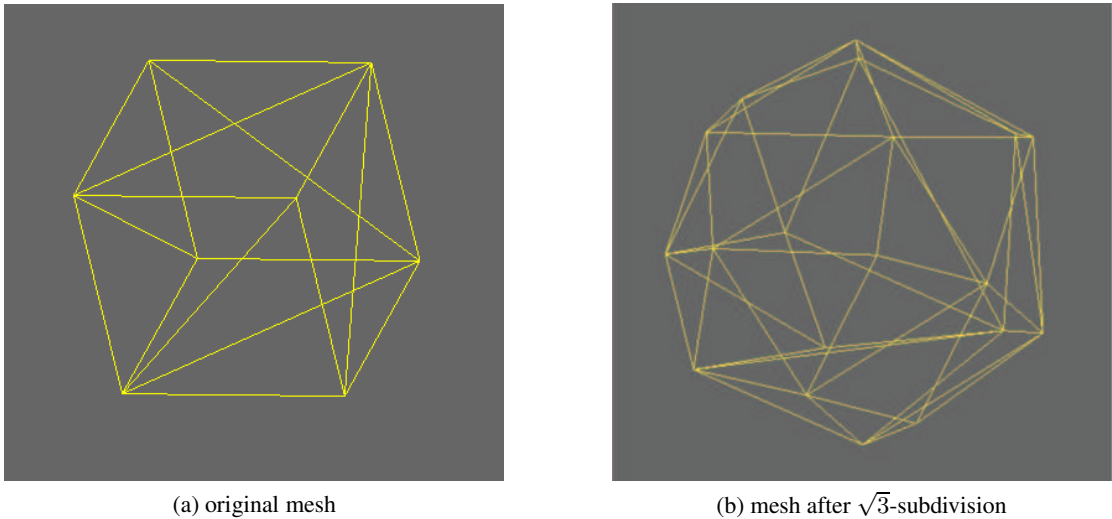 (a) original mesh
(b) mesh after √3-subdivision